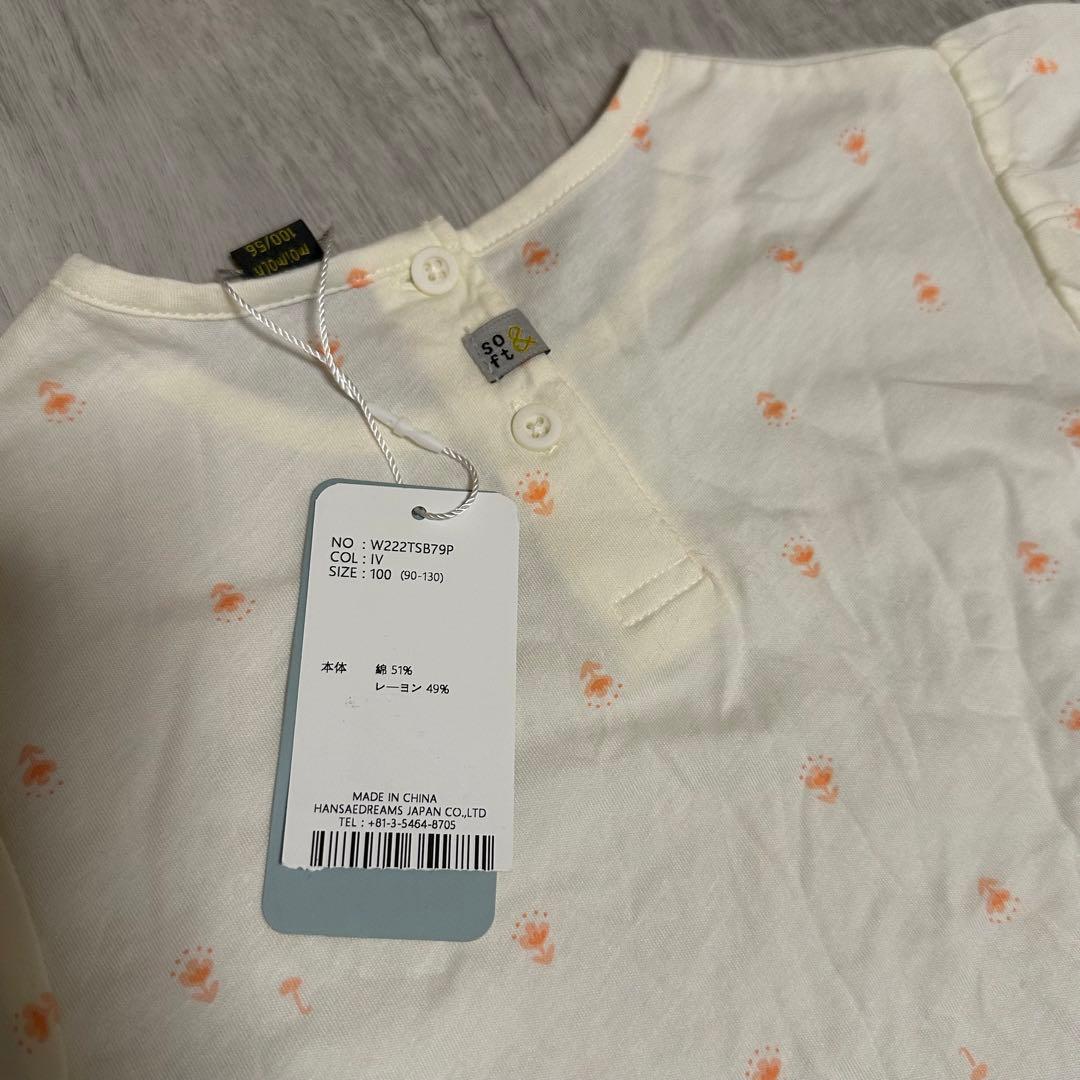 moimoln
100/56
so &
ft
NO : W222TSB79P
COL : IV
SIZE : 100 (90-130)
本体 綿 51%
レーヨン 49%
MADE IN CHINA
HANSAEDREAMS JAPAN CO.,LTD
TEL : +81-3-5464-8705